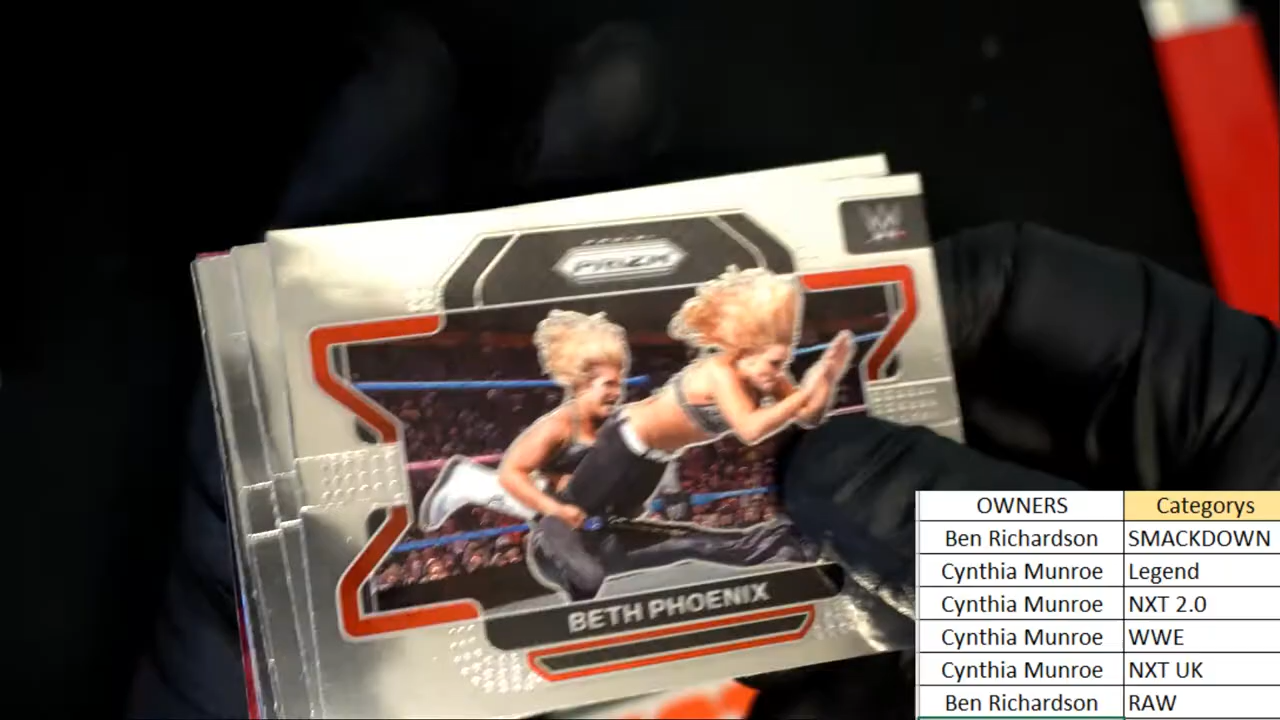 PRIZM
W
BETH PHOENIX
OWNERS Categorys
Ben Richardson SMACKDOWN
Cynthia Munroe Legend
Cynthia Munroe NXT 2.0
Cynthia Munroe WWE
Cynthia Munroe NXT UK
Ben Richardson RAW